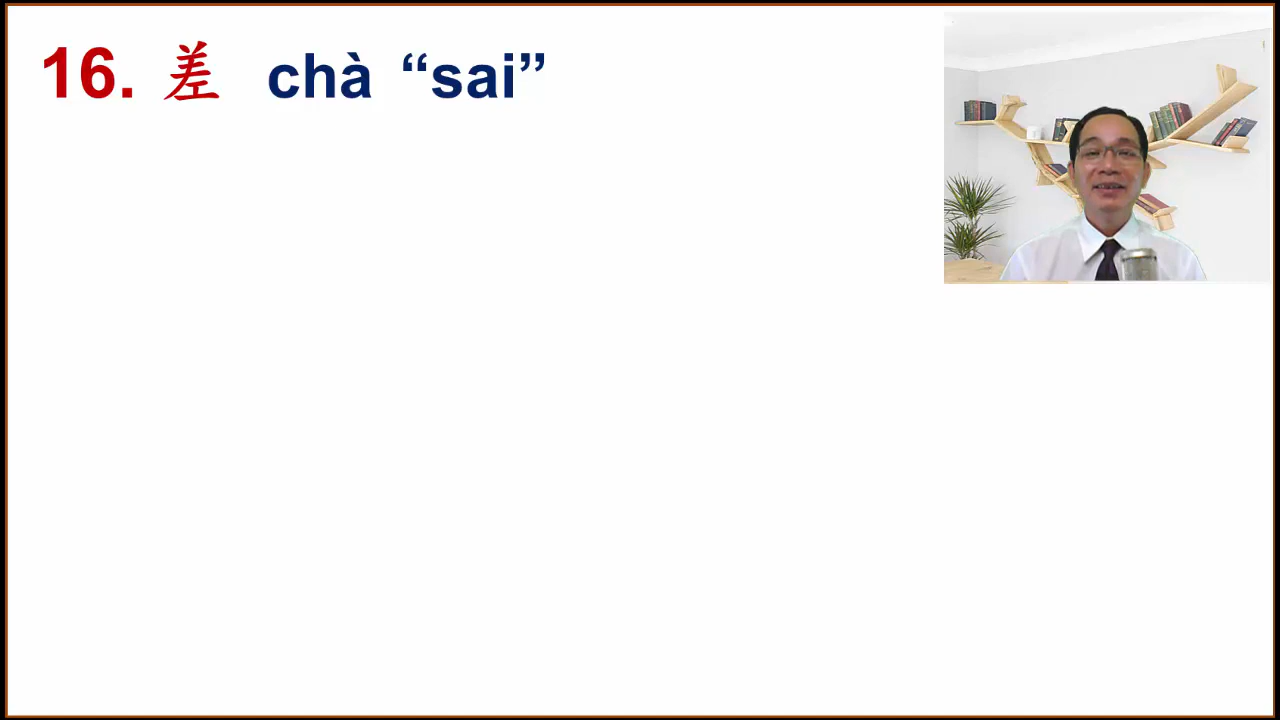 16. 差 chà “sai”